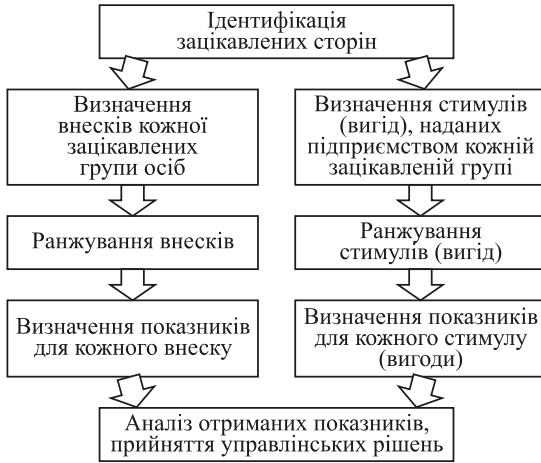 Ідентифікація
зацікавлених сторін
Визначення
внесків кожної
зацікавлених
групи осіб
Визначення стимулів
(вигід), наданих
підприємством кожній
зацікавленій групі
Ранжування внесків
Ранжування
стимулів (вигід)
Визначення показників
для кожного внеску
Визначення показників
для кожного стимулу
(вигоди)
Аналіз отриманих показників,
прийняття управлінських рішень